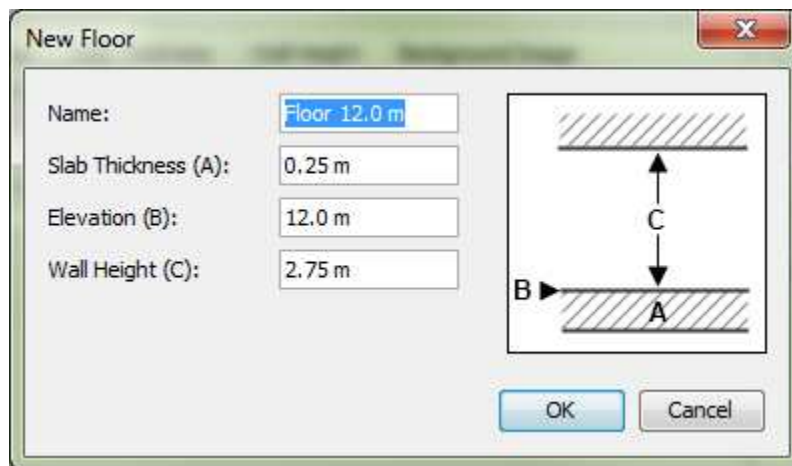 New Floor
Name: Floor 12.0 m
Slab Thickness (A): 0.25 m
Elevation (B): 12.0 m
Wall Height (C): 2.75 m
C
B
A
OK Cancel